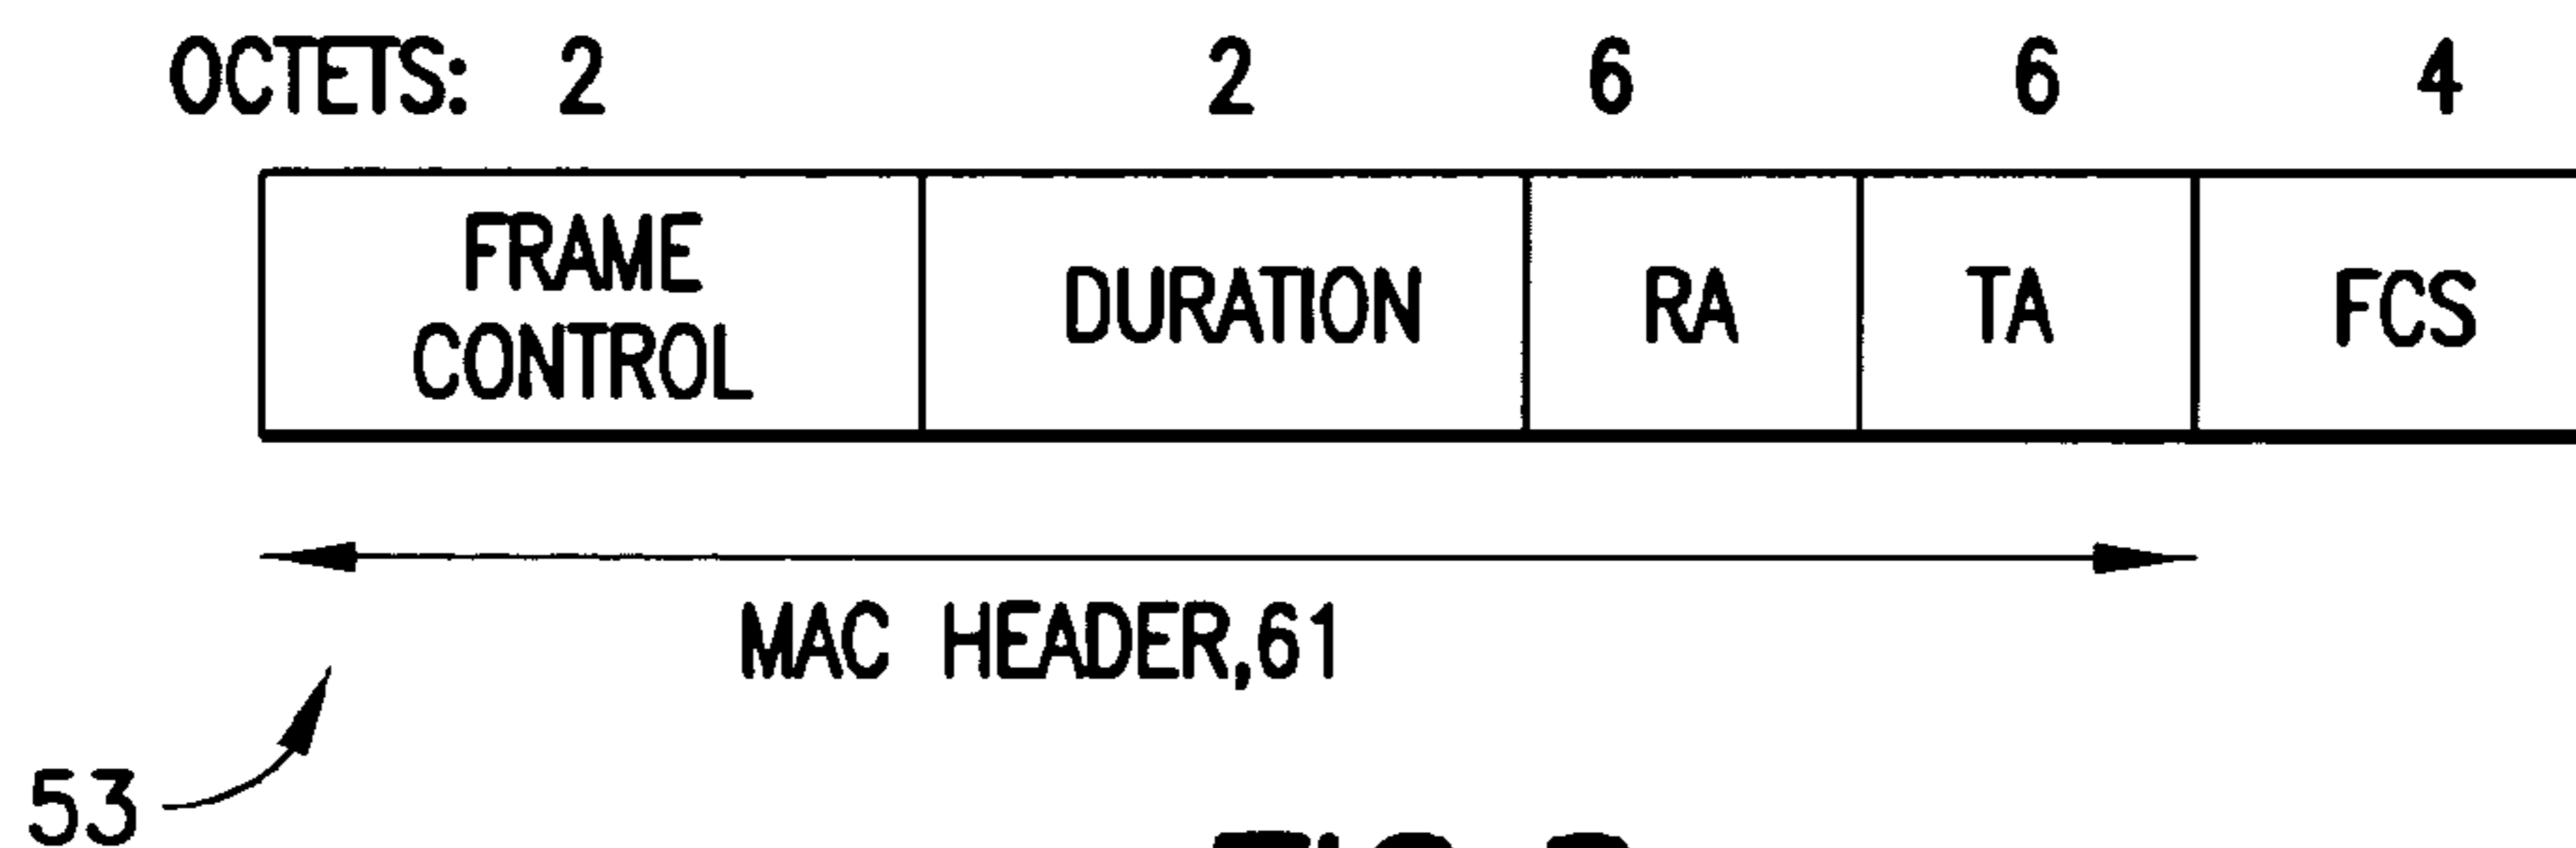 OCTETS: 2 2 6 6 4
FRAME CONTROL DURATION RA TA FCS
MAC HEADER,61
53